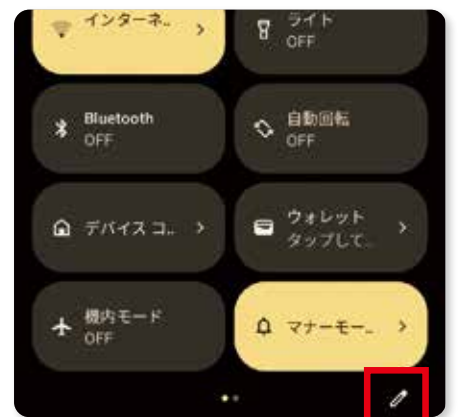 インターネ..
ライト
OFF
Bluetooth
OFF
自動回転
OFF
デバイス コ..
ウォレット
タップして..
機内モード
OFF
マナーモー..